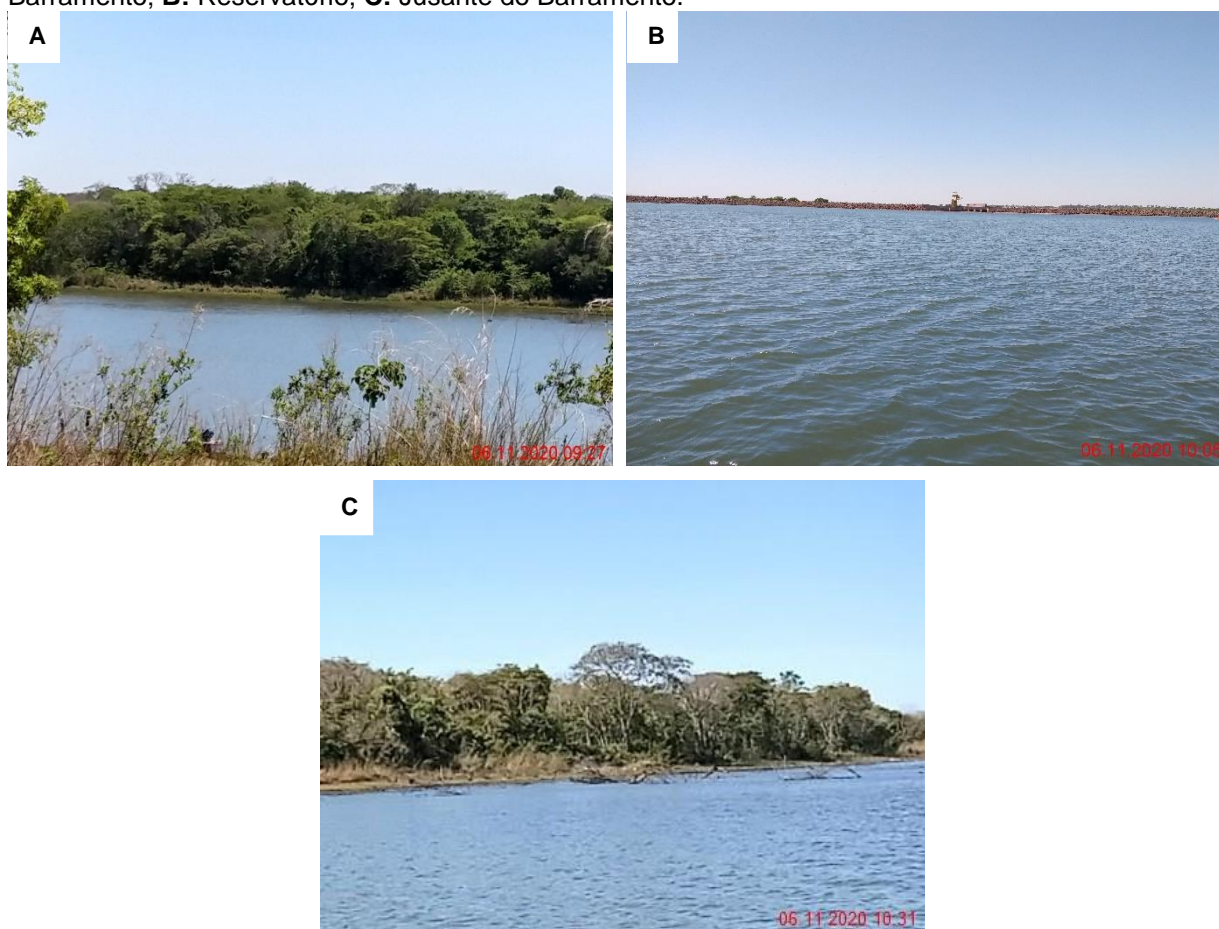 Barramento; B: Reservatório; C: Jusante do Barramento.
A
B
06.11.2020 09:27
06.11.2020 10:08
C
06 11 2020 10:31